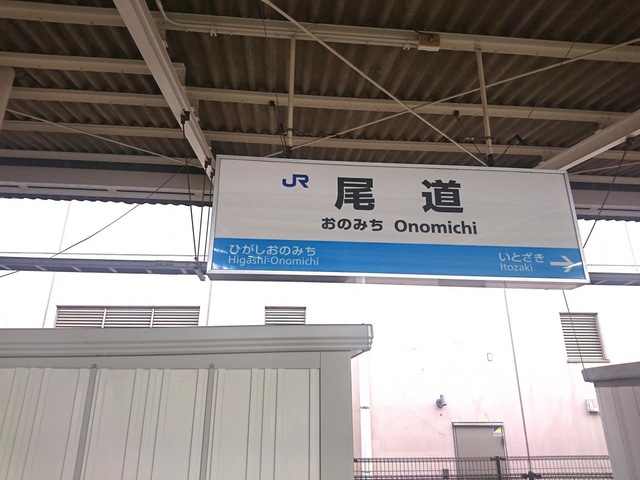 JR 尾道
おのみち Onomichi
ひがしおのみち
Higashi-Onomichi
いとざき
Itozaki